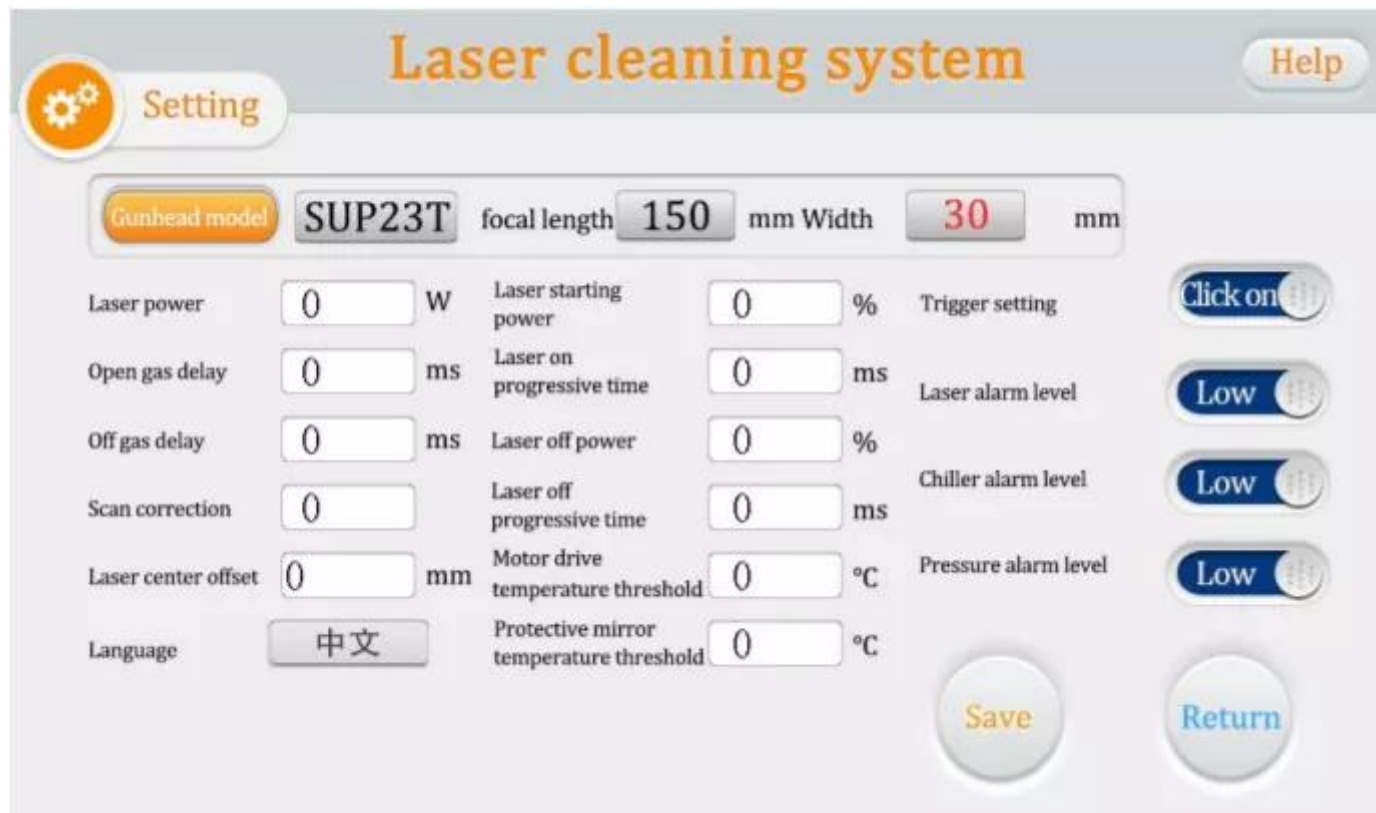 Laser cleaning system
Help
Setting
Gunhead model SUP23T focal length 150 mm Width 30 mm
Laser power 0 W
Open gas delay 0 ms
Off gas delay 0 ms
Scan correction 0
Laser center offset 0 mm
Language 中文
Laser starting
power 0 %
Laser on
progressive time 0 ms
Laser off power 0 %
Laser off
progressive time 0 ms
Motor drive
temperature threshold 0 °C
Protective mirror
temperature threshold 0 °C
Trigger setting Click on
Laser alarm level Low
Chiller alarm level Low
Pressure alarm level Low
Save
Return